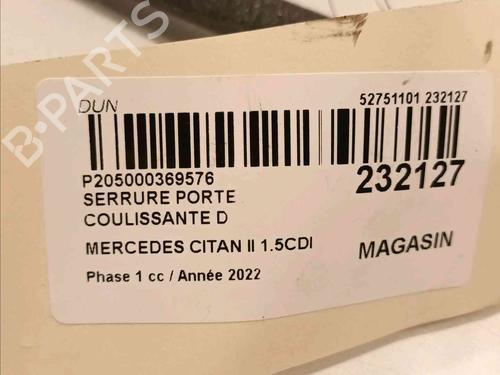 DUN
52751101 232127
P205000369576
232127
SERRURE PORTE
COULISSANTE D
MERCEDES CITAN II 1.5CDI
MAGASIN
Phase 1 cc / Année 2022
B-PARTS